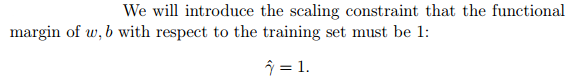 We will introduce the scaling constraint that the functional
margin of w, b with respect to the training set must be 1:
γ̂ = 1.